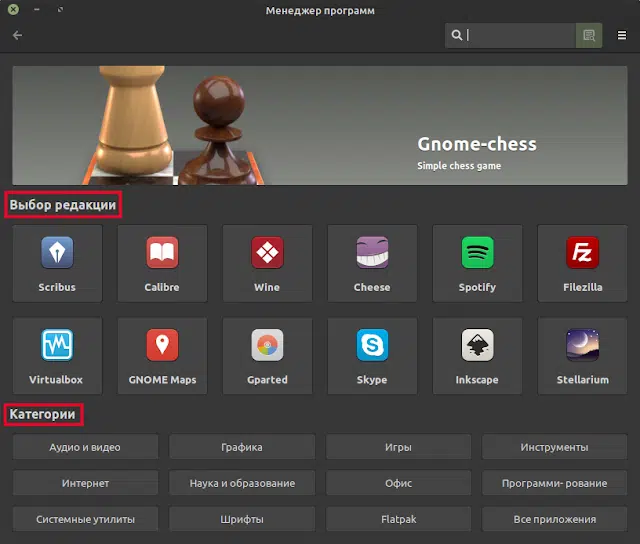 Менеджер программ
Gnome-chess
Simple chess game
Выбор редакции
Scribus Calibre Wine Cheese Spotify Filezilla
Virtualbox GNOME Maps Gparted Skype Inkscape Stellarium
Категории
Аудио и видео Графика Игры Инструменты
Интернет Наука и образование Офис Программи- рование
Системные утилиты Шрифты Flatpak Все приложения